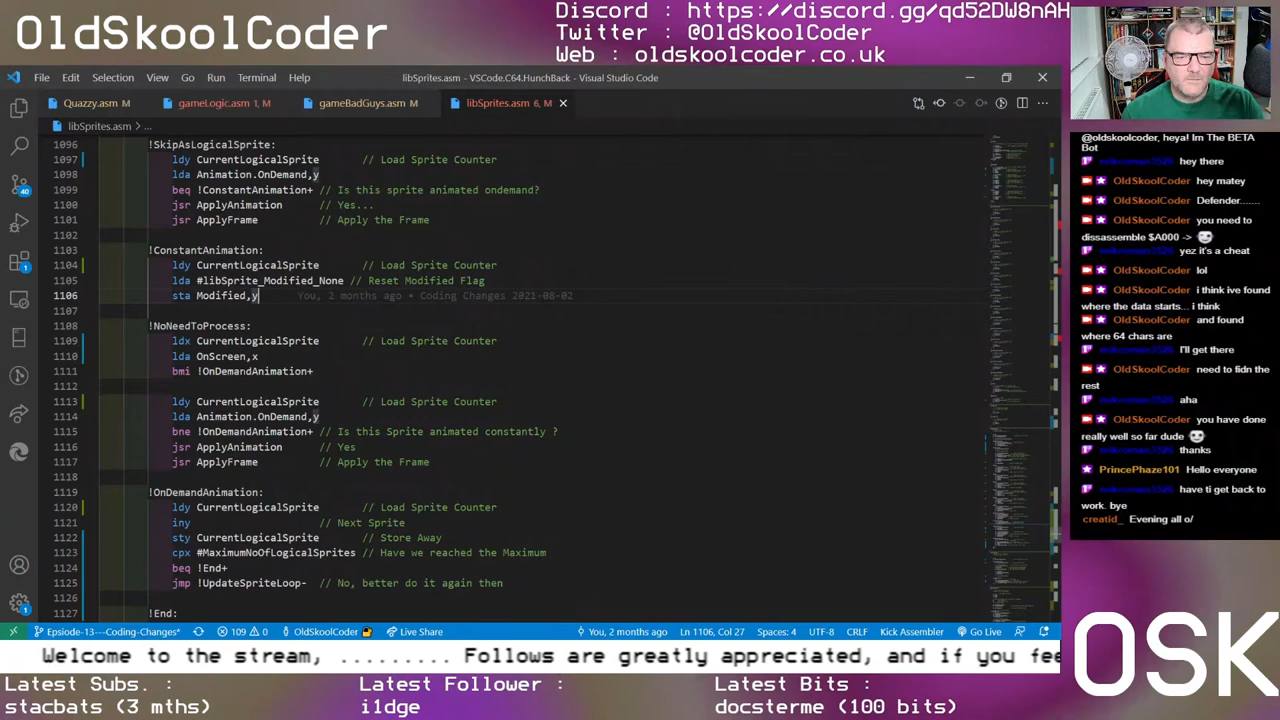 OldSkoolCoder
Discord : https://discord.gg/qd52DW8nAH
Twitter : @OldSkoolCoder
Web : oldskoolcoder.co.uk
File Edit Selection View Go Run Terminal Help
libSprites.asm - VSCode.C64.HunchBack - Visual Studio Code
Quazzy.asm M
gameLogic.asm 1, M
gameBadGuys.asm M
libSprites.asm 6, M
libSprites.asm > ...
1096 !SkipAsLogicalSprite:
1097 ldy CurrentLogicalSprite // Load Sprite Counter
1098 lda Animation.OnDemand,y
1099 beq !ConstantAnimation+ // Is this sprite animated ondemand?
1100 jsr ApplyAnimation // Yes...
1101 jsr ApplyFrame // Apply the Frame
1102
1103 !ConstantAnimation:
1104 ldy CurrentLogicalSprite // Load Sprite Counter
1105 None // Reset Modified Flag
1106 sta Modified,y You, 2 months ago • Coding Changes 2021-08-02
1107
1108 !NoNeedToProcess:
1109 // Load Sprite Counter
1110 lda OnScreen,x
1111 !OnDemandAnimation+
1112
1113 // Load Sprite Counter
1114 lda Animation.OnDemand,y
1115 !OnDemandAnimation+ // Is this Sprite animated constantly ?
1116 jsr ApplyAnimation // Yes
1117 jsr ApplyFrame // Apply the Frame
1118
1119 !OnDemandAnimation:
1120 // Load Sprite Counter
1121 // Next Sprite
1122 // Store Away
1123 #MaximumNoOfLogicalSprites // Have we reached the Maximum
1124 beq !End+
1125 jmp !UpdateSpriteLoop- // No, better do it again then
1126
1127 !End:
Epsiode-13---Coding-Changes* 109 0 OldSkoolCoder Live Share
You, 2 months ago Ln 1106, Col 27 Spaces: 4 UTF-8 CRLF Kick Assembler Go Live
40
1
1
@oldskoolcoder, heya! Im The BETA
Bot
hey there
OldSkoolCoder hey matey
OldSkoolCoder Defender......
OldSkoolCoder you need to
dissassemble $A000 ->
yez it's a cheat
OldSkoolCoder lol
OldSkoolCoder i think ive found
where the data starts... i think
OldSkoolCoder and found
where 64 chars are
I'll get there
OldSkoolCoder need to fidn the
rest
aha
OldSkoolCoder you have done
really well so far dude
thanks
PrincePhaze101 Hello everyone
have ti get back to
work. bye
creatid_ Evening all o/
OSK
Welcome to the stream, ......... Follows are greatly appreciated, and if you fee
Latest Subs. :
stacbats (3 mths)
Latest Follower :
i1dge
Latest Bits :
docsterme (100 bits)